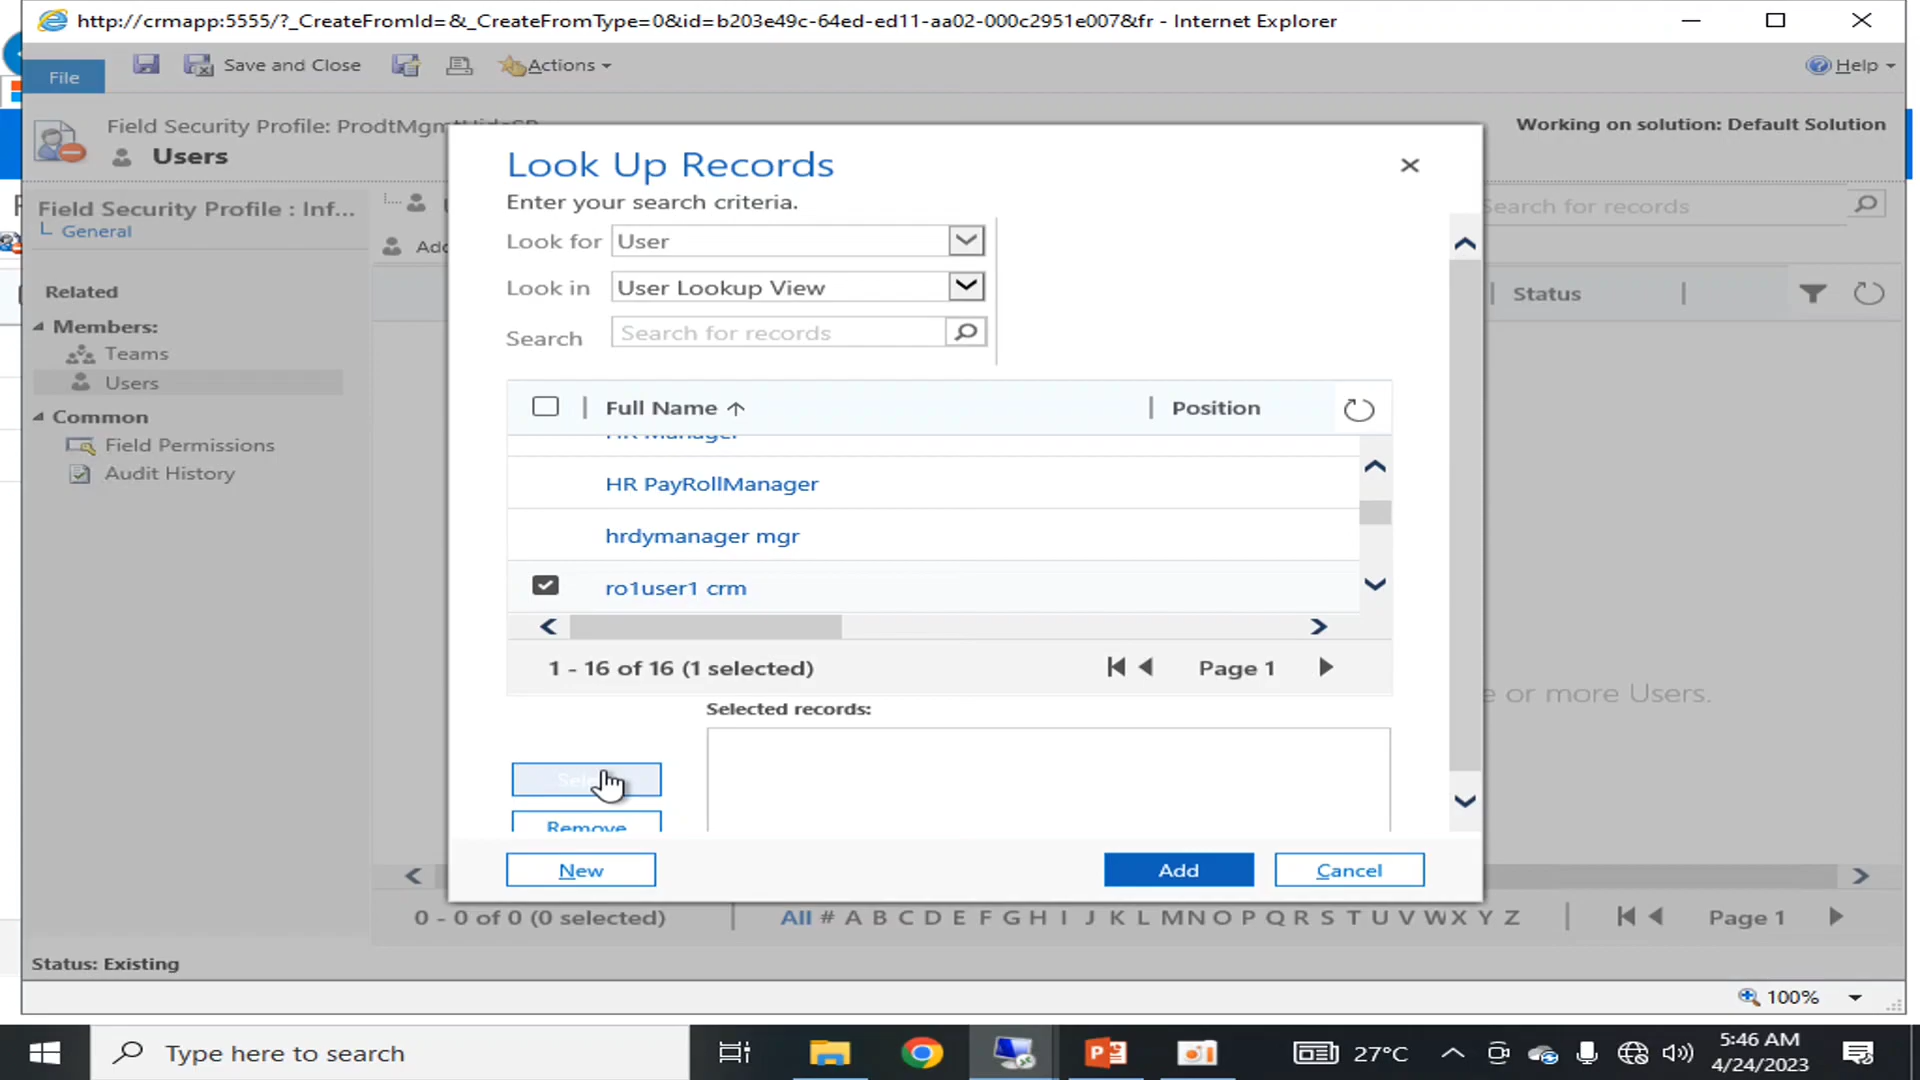 http://crmapp:5555/?_CreateFromId=&_CreateFromType=0&id=b203e49c-64ed-ed11-aa02-000c2951e007&fr - Internet Explorer
File
Save and Close
Actions
Help
Field Security Profile:
Users
Working on solution: Default Solution
Field Security Profile : Inf...
General
Related
Members:
Teams
Users
Common
Field Permissions
Audit History
Search for records
Status
e or more Users.
Look Up Records
Enter your search criteria.
Look for User
Look in User Lookup View
Search Search for records
Full Name
Position
HR Manager
HR PayRollManager
hrdymanager mgr
ro1user1 crm
1 - 16 of 16 (1 selected)
Page 1
Selected records:
Remove
New
Add
Cancel
0 - 0 of 0 (0 selected)
All # A B C D E F G H I J K L M N O P Q R S T U V W X Y Z
Page 1
Status: Existing
100%
Type here to search
27°C
5:46 AM
4/24/2023